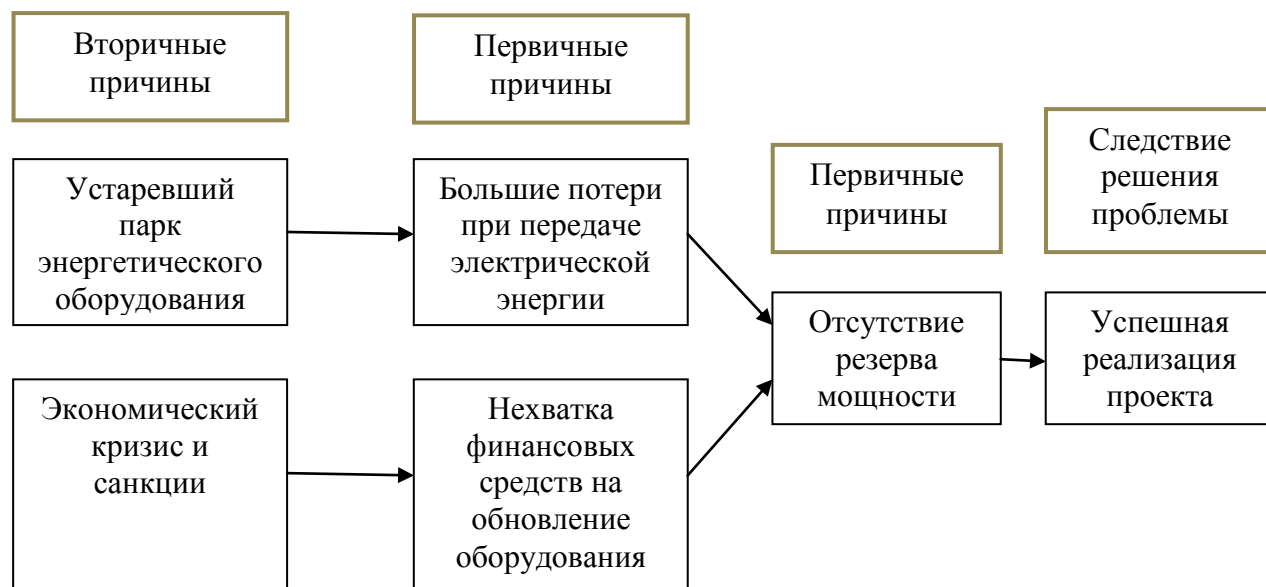 Вторичные
причины
Первичные
причины
Первичные
причины
Следствие
решения
проблемы
Устаревший
парк
энергетического
оборудования
Большие потери
при передаче
электрической
энергии
Отсутствие
резерва
мощности
Успешная
реализация
проекта
Экономический
кризис и
санкции
Нехватка
финансовых
средств на
обновление
оборудования